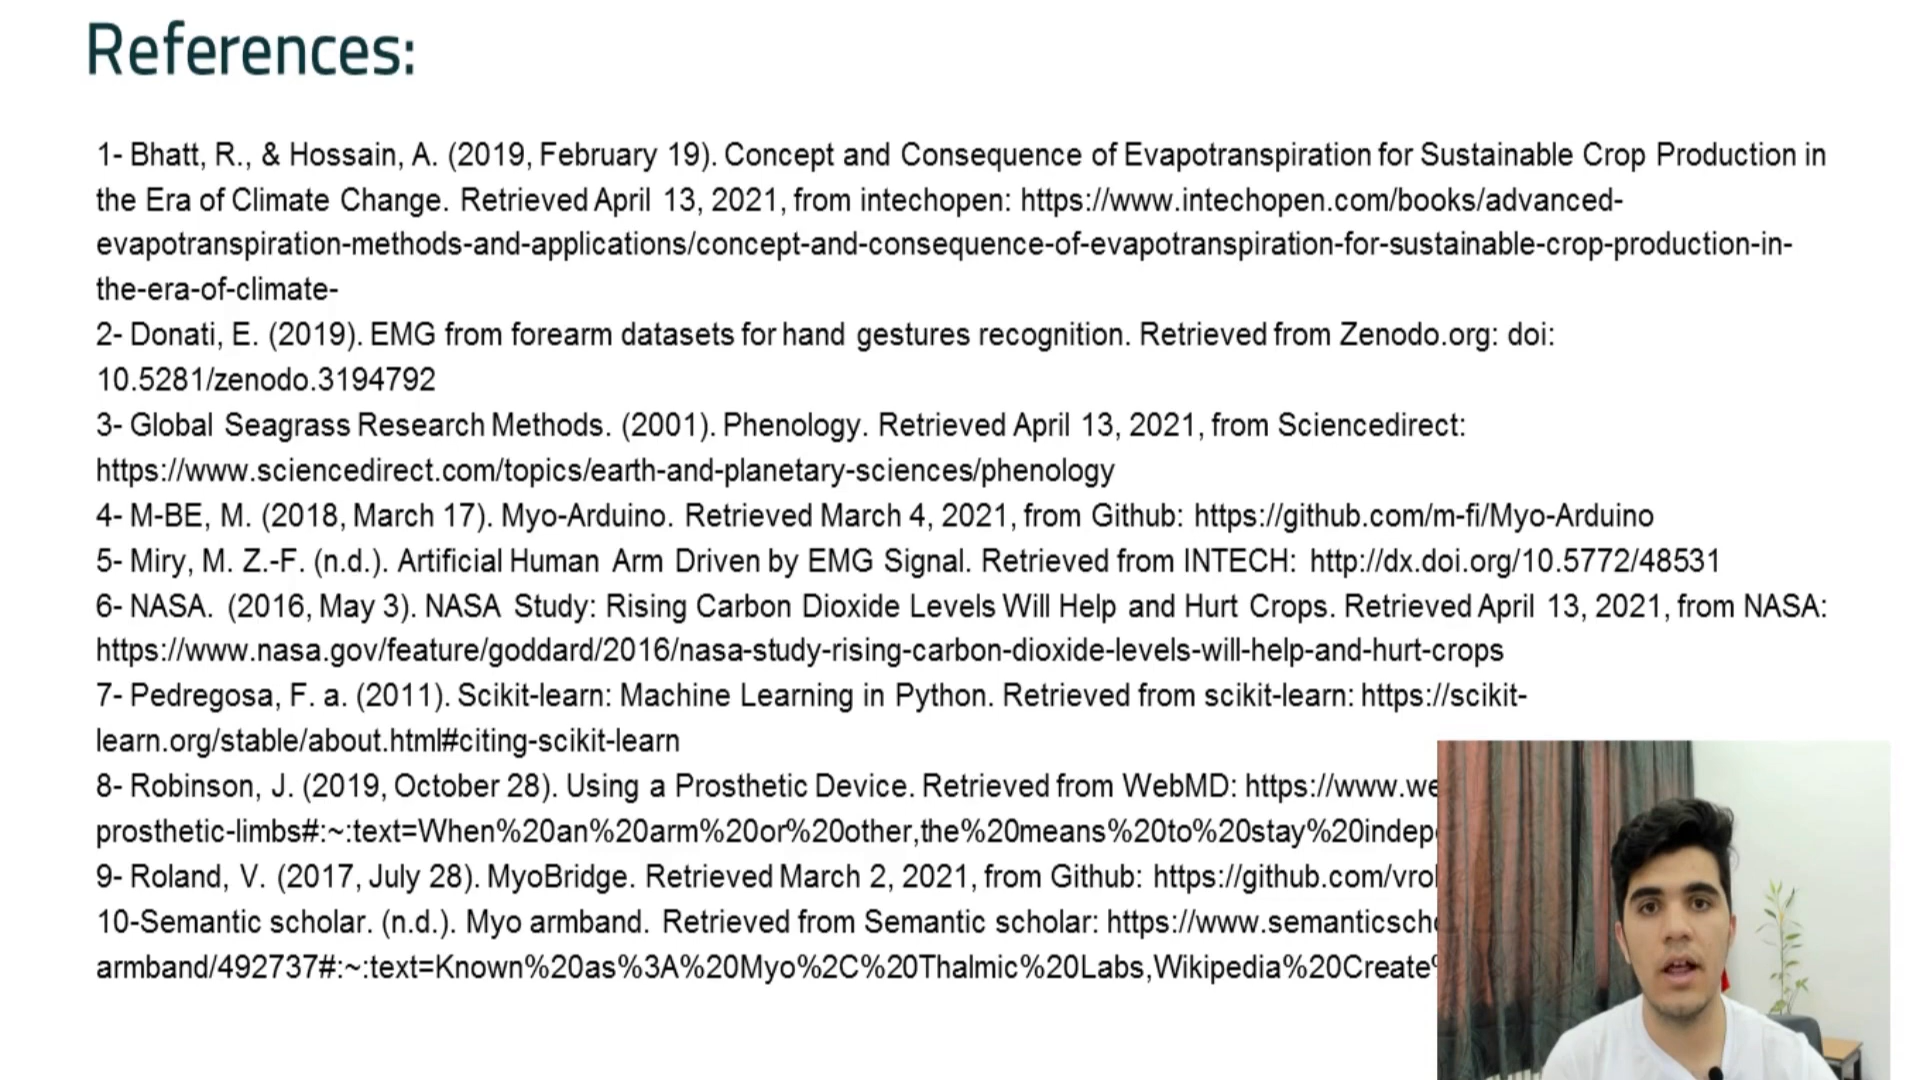 References:
1- Bhatt, R., & Hossain, A. (2019, February 19). Concept and Consequence of Evapotranspiration for Sustainable Crop Production in
the Era of Climate Change. Retrieved April 13, 2021, from intechopen: https://www.intechopen.com/books/advanced-
evapotranspiration-methods-and-applications/concept-and-consequence-of-evapotranspiration-for-sustainable-crop-production-in-
the-era-of-climate-
2- Donati, E. (2019). EMG from forearm datasets for hand gestures recognition. Retrieved from Zenodo.org: doi:
10.5281/zenodo.3194792
3- Global Seagrass Research Methods. (2001). Phenology. Retrieved April 13, 2021, from Sciencedirect:
https://www.sciencedirect.com/topics/earth-and-planetary-sciences/phenology
4- M-BE, M. (2018, March 17). Myo-Arduino. Retrieved March 4, 2021, from Github: https://github.com/m-fi/Myo-Arduino
5- Miry, M. Z.-F. (n.d.). Artificial Human Arm Driven by EMG Signal. Retrieved from INTECH: http://dx.doi.org/10.5772/48531
6- NASA. (2016, May 3). NASA Study: Rising Carbon Dioxide Levels Will Help and Hurt Crops. Retrieved April 13, 2021, from NASA:
https://www.nasa.gov/feature/goddard/2016/nasa-study-rising-carbon-dioxide-levels-will-help-and-hurt-crops
7- Pedregosa, F. a. (2011). Scikit-learn: Machine Learning in Python. Retrieved from scikit-learn: https://scikit-
learn.org/stable/about.html#citing-scikit-learn
8- Robinson, J. (2019, October 28). Using a Prosthetic Device. Retrieved from WebMD: https://www.we
prosthetic-limbs#:~:text=When%20an%20arm%20or%20other,the%20means%20to%20stay%20indep
9- Roland, V. (2017, July 28). MyoBridge. Retrieved March 2, 2021, from Github: https://github.com/vro
10-Semantic scholar. (n.d.). Myo armband. Retrieved from Semantic scholar: https://www.semanticsch
armband/492737#:~:text=Known%20as%3A%20Myo%2C%20Thalmic%20Labs,Wikipedia%20Create